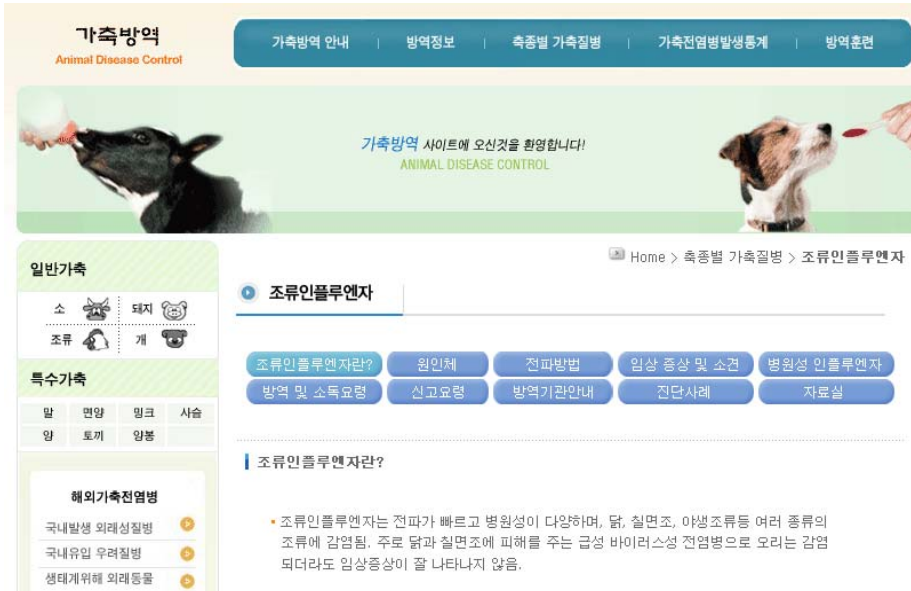 가축방역
Animal Disease Control
가축방역 안내 | 방역정보 | 축종별 가축질병 | 가축전염병발생통계 | 방역훈련
가축방역 사이트에 오신것을 환영합니다!
ANIMAL DISEASE CONTROL
Home > 축종별 가축질병 > 조류인플루엔자
일반가축
소 돼지
조류 개
특수가축
말 면양 밍크 사슴
양 토끼 양봉
해외가축전염병
국내발생 외래성질병
국내유입 우려질병
생태계위해 외래동물
조류인플루엔자
조류인플루엔자란? 원인체 전파방법 임상 증상 및 소견 병원성 인플루엔자
방역 및 소독요령 신고요령 방역기관안내 진단사례 자료실
조류인플루엔자란?
조류인플루엔자는 전파가 빠르고 병원성이 다양하며, 닭, 칠면조, 야생조류등 여러 종류의
조류에 감염됨. 주로 닭과 칠면조에 피해를 주는 급성 바이러스성 전염병으로 오리는 감염
되더라도 임상증상이 잘 나타나지 않음.